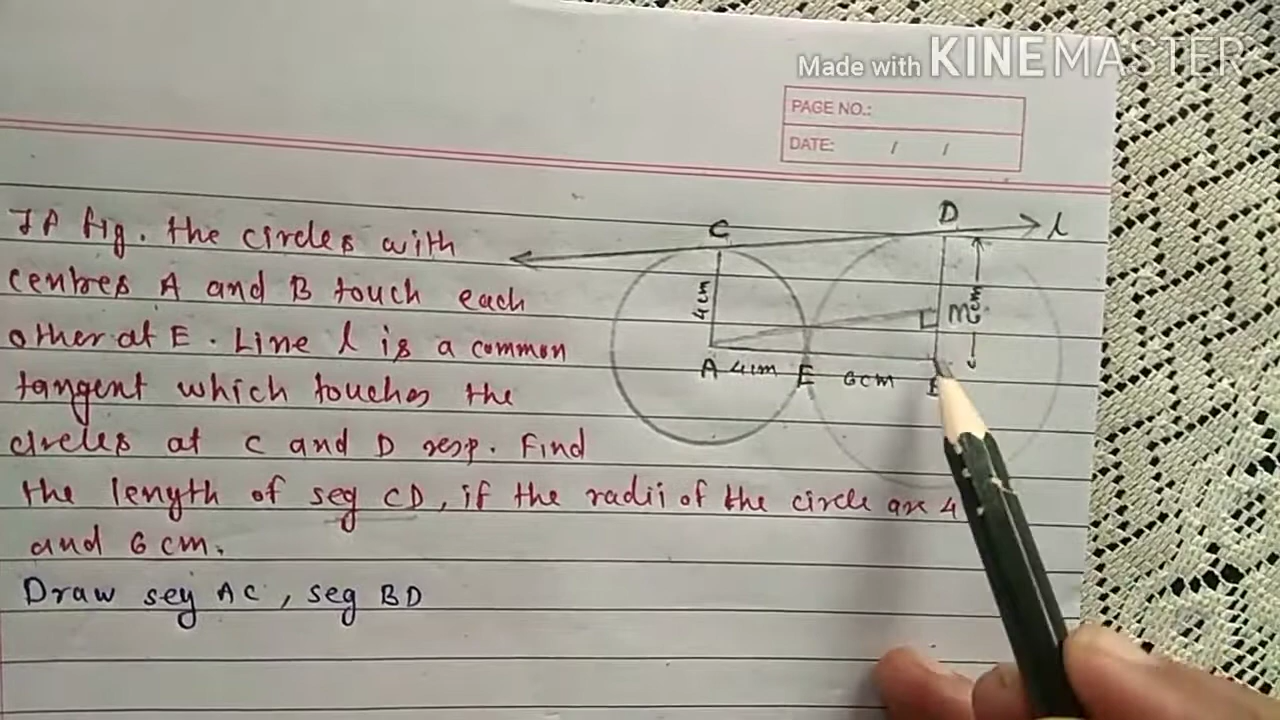 Made with KINEMASTER
PAGE NO.:
DATE: / /
If fig. the circles with
centres A and B touch each
other at E. Line l is a common
tangent which touches the
circles at C and D resp. Find
the length of seg CD, if the radii of the circle are 4
and 6 cm.
Draw seg AC, seg BD
C D l
4cm M 6cm
A 4cm E 6cm